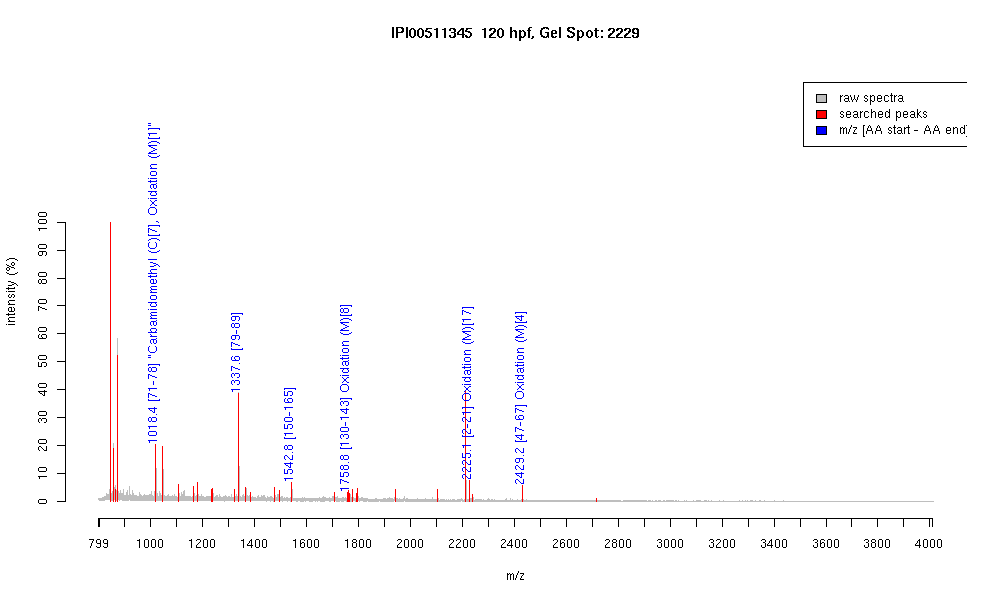 IPI00511345  120 hpf, Gel Spot: 2229
raw spectra
searched peaks
m/z [AA start - AA end]
1018.4 [71-78] "Carbamidomethyl (C)[7], Oxidation (M)[1]"
1337.6 [79-89]
1542.8 [150-165]
1758.8 [130-143] Oxidation (M)[8]
2225.1 [2-21] Oxidation (M)[17]
2429.2 [47-67] Oxidation (M)[4]
intensity (%)
100
90
80
70
60
50
40
30
20
10
0
799 1000 1200 1400 1600 1800 2000 2200 2400 2600 2800 3000 3200 3400 3600 3800 4000
m/z